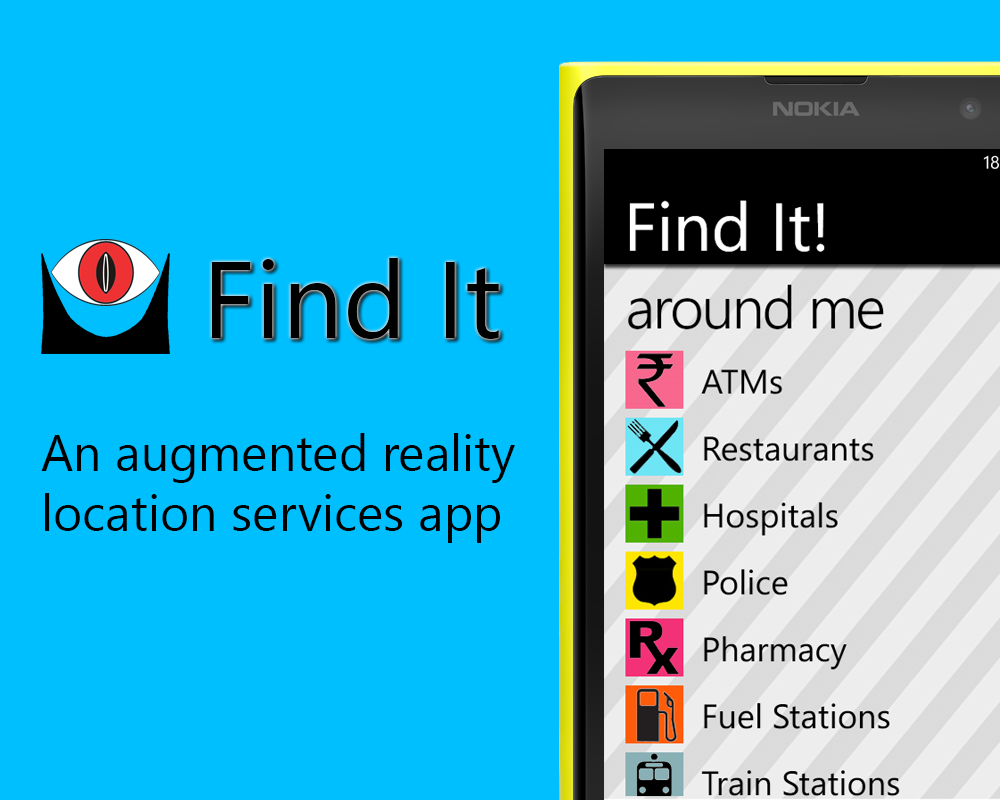 Find It
An augmented reality
location services app
NOKIA
18
Find It!
around me
₹ ATMs
Restaurants
Hospitals
Police
Rx Pharmacy
Fuel Stations
Train Stations